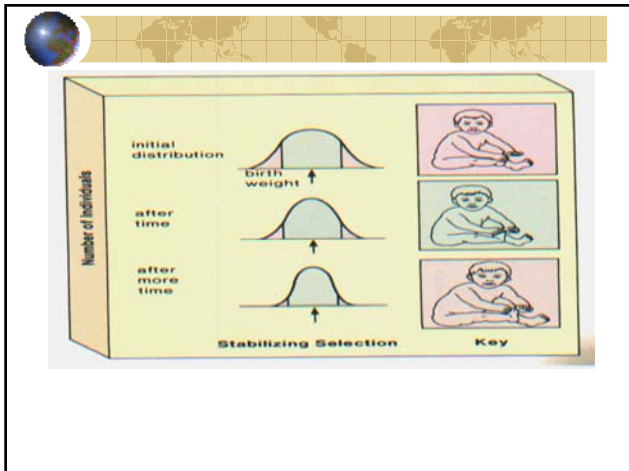 Number of Individuals
initial
distribution
birth
weight
after
time
after
more
time
Stabilizing Selection
Key